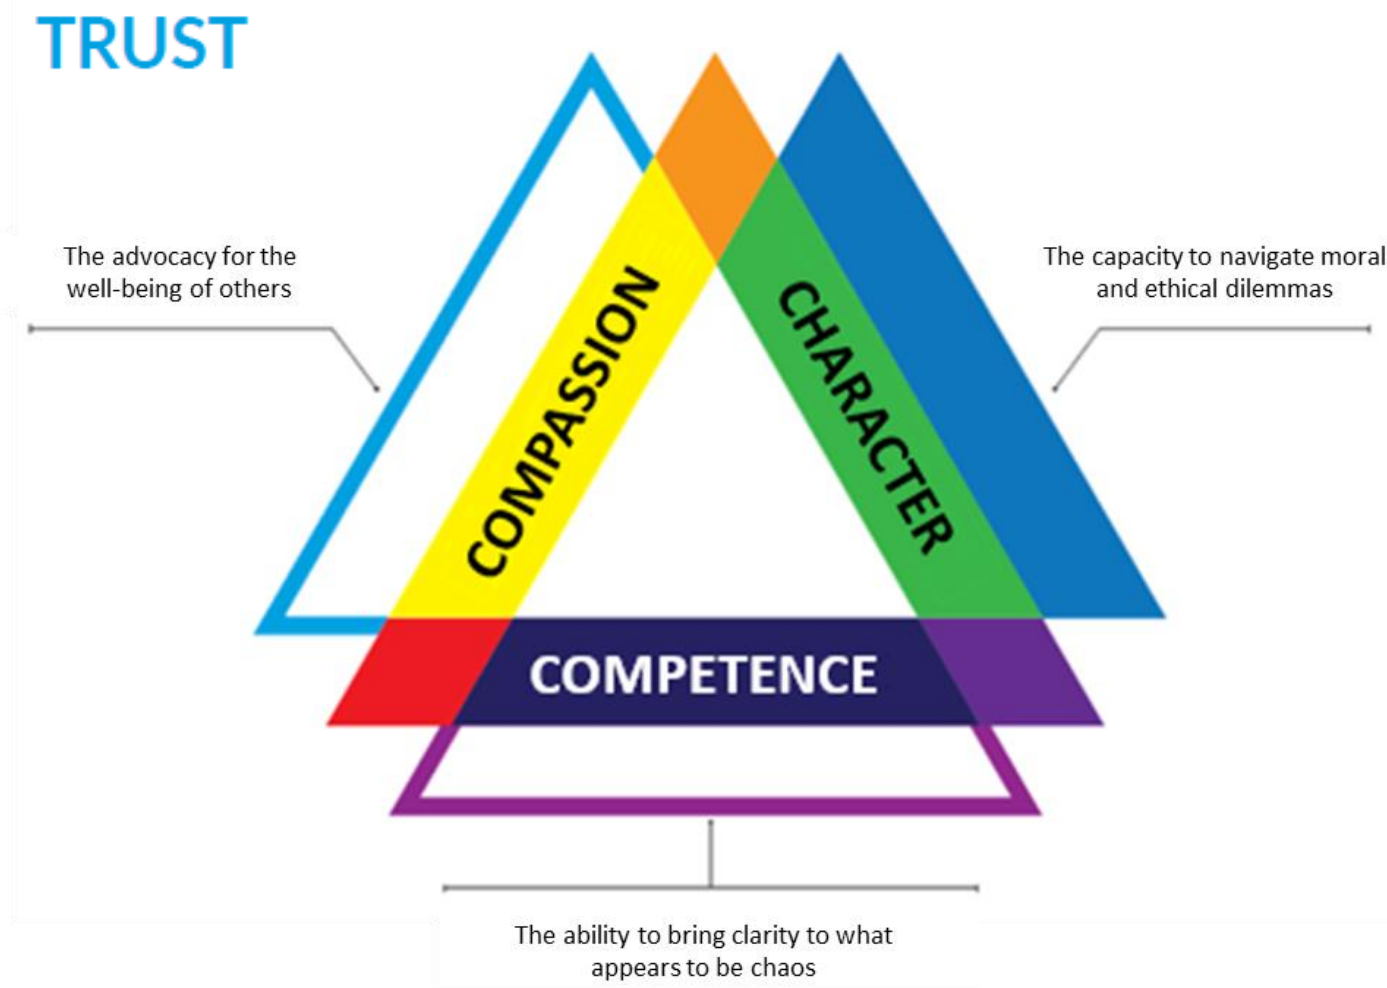 TRUST
The advocacy for the
well-being of others
The capacity to navigate moral
and ethical dilemmas
COMPASSION
CHARACTER
COMPETENCE
The ability to bring clarity to what
appears to be chaos